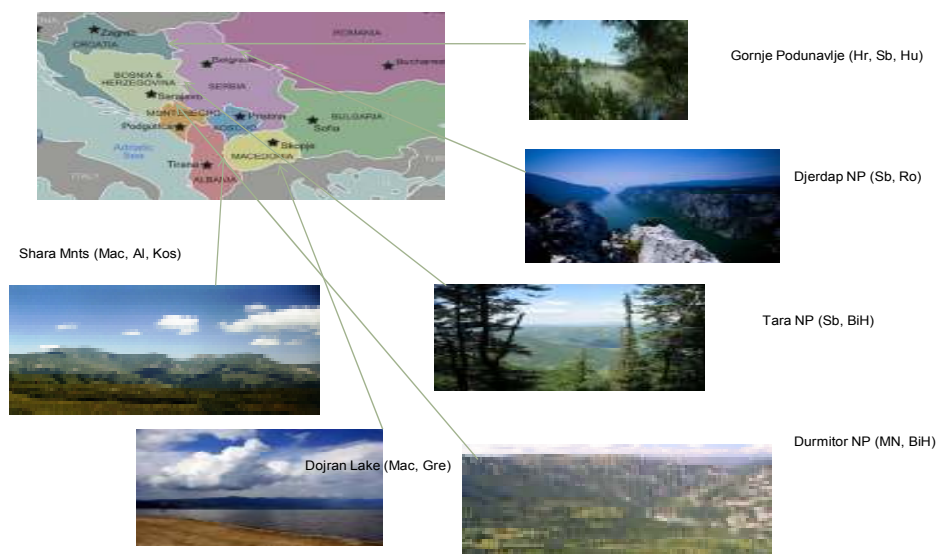 Zagreb
CROATIA
ROMANIA
Belgrade
Bucharest
BOSNIA &
HERZEGOVINA
SERBIA
Sarajevo
MONTENEGRO
Pristina
BULGARIA
Podgorica
KOSOVO
Sofia
Adriatic
Sea
Skopje
ITALY
Tirana
MACEDONIA
ALBANIA
Gornje Podunavlje (Hr, Sb, Hu)
Djerdap NP (Sb, Ro)
Shara Mnts (Mac, Al, Kos)
Tara NP (Sb, BiH)
Durmitor NP (MN, BiH)
Dojran Lake (Mac, Gre)